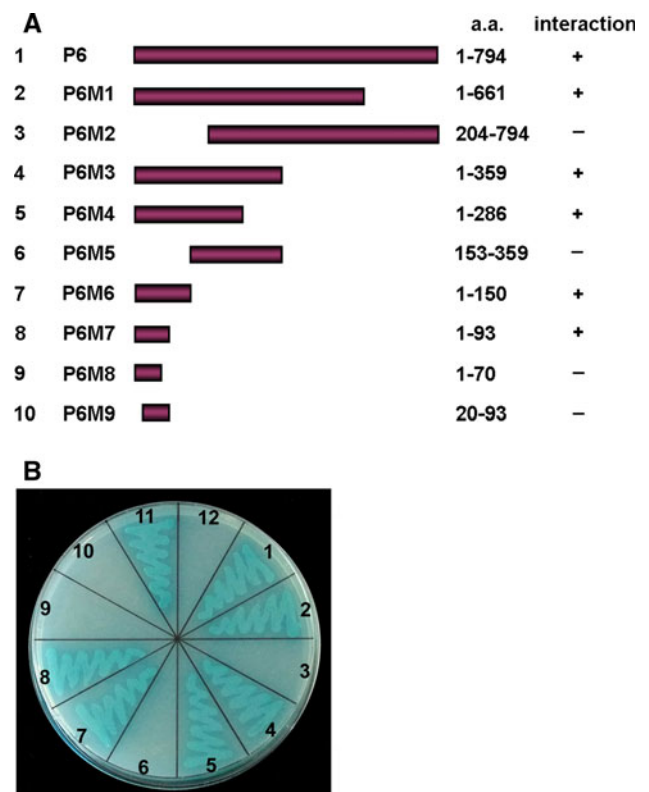 A a.a. interaction
1 P6 1-794 +
2 P6M1 1-661 +
3 P6M2 204-794 −
4 P6M3 1-359 +
5 P6M4 1-286 +
6 P6M5 153-359 −
7 P6M6 1-150 +
8 P6M7 1-93 +
9 P6M8 1-70 −
10 P6M9 20-93 −
B
11 12
10 1
9 2
8 3
7 4
6 5